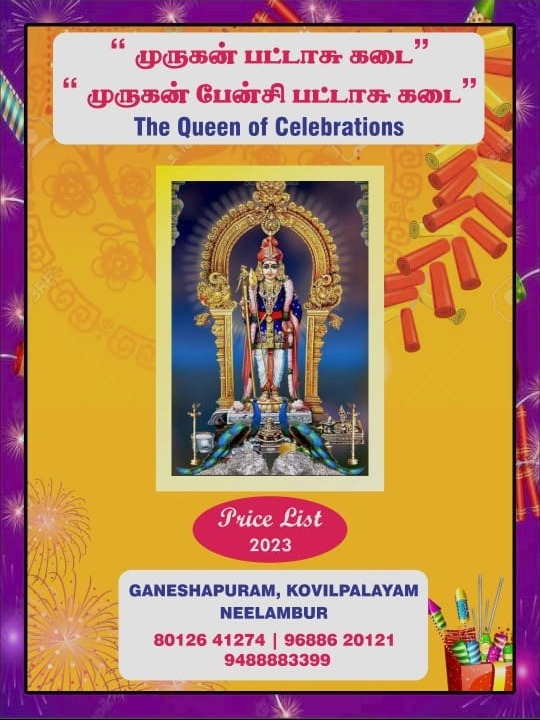 “ முருகன் பட்டாசு கடை”
“ முருகன் பேன்சி பட்டாசு கடை”
The Queen of Celebrations
Price List
2023
GANESHAPURAM, KOVILPALAYAM
NEELAMBUR
80126 41274 | 96886 20121
9488883399